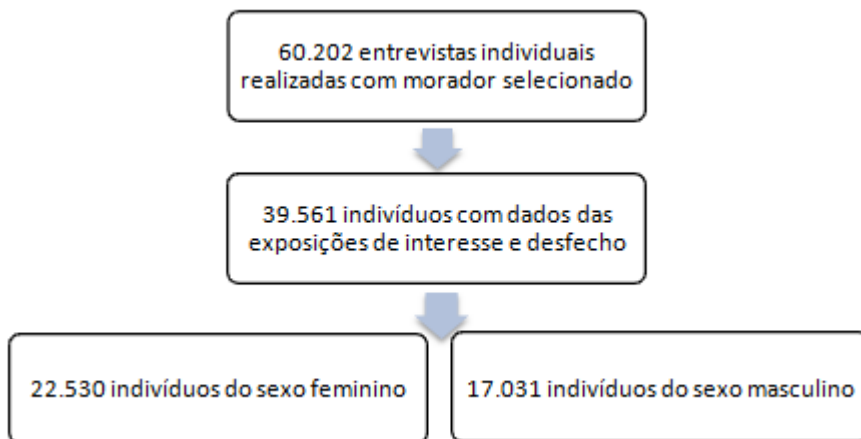 60.202 entrevistas individuais
realizadas com morador selecionado
39.561 indivíduos com dados das
exposições de interesse e desfecho
22.530 indivíduos do sexo feminino
17.031 indivíduos do sexo masculino